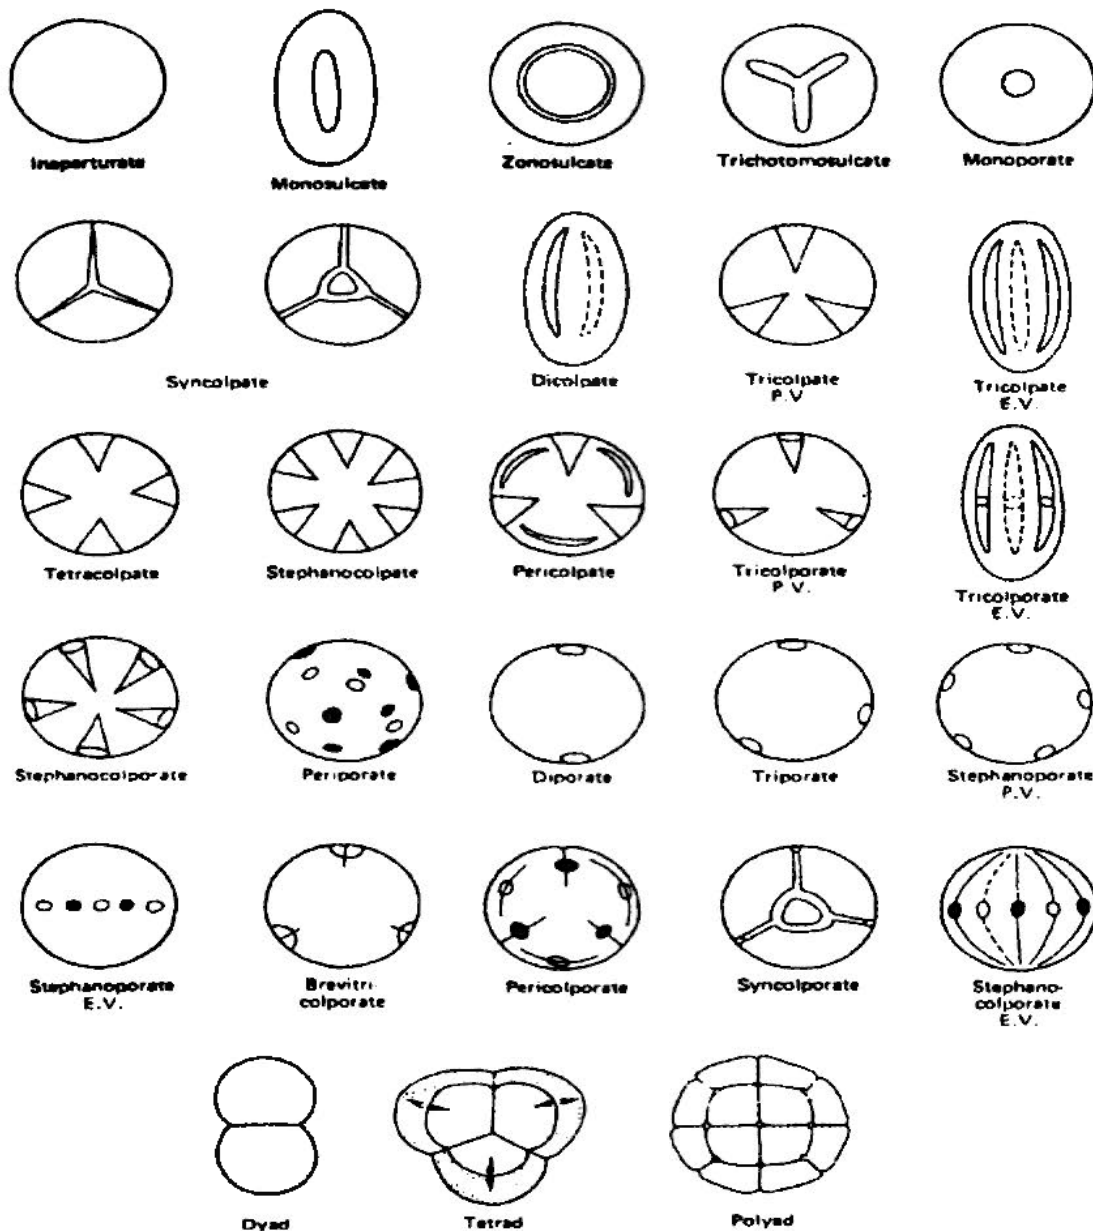 Inaperturate
Monosulcate
Zonosulcate
Trichotomosulcate
Monoporate
Syncolpate
Dicolpate
Tricolpate
P.V
Tricolpate
E.V.
Tetracolpate
Stephanocolpate
Pericolpate
Tricolporate
P.V.
Tricolporate
E.V.
Stephanocolporate
Periporate
Diporate
Triporate
Stephanoporate
P.V.
Stephanoporate
E.V.
Brevitri-
colporate
Pericolporate
Syncolporate
Stephano-
colporate
E.V.
Dyad
Tetrad
Polyad